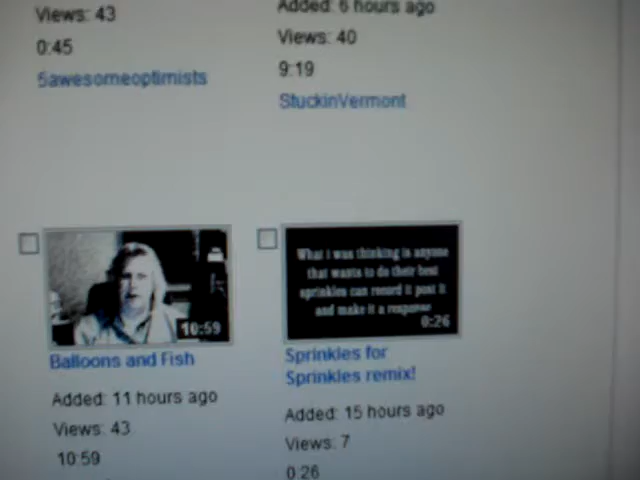 Views: 43
0:45
5awesomeoptimists
Added: 6 hours ago
Views: 40
9:19
StuckinVermont
10:59
Balloons and Fish
Added: 11 hours ago
Views: 43
10:59
What i was thinking is anyone
that wants to do their best
sprinkles can record it post it
and make it a response
0:26
Sprinkles for
Sprinkles remix!
Added: 15 hours ago
Views: 7
0:26